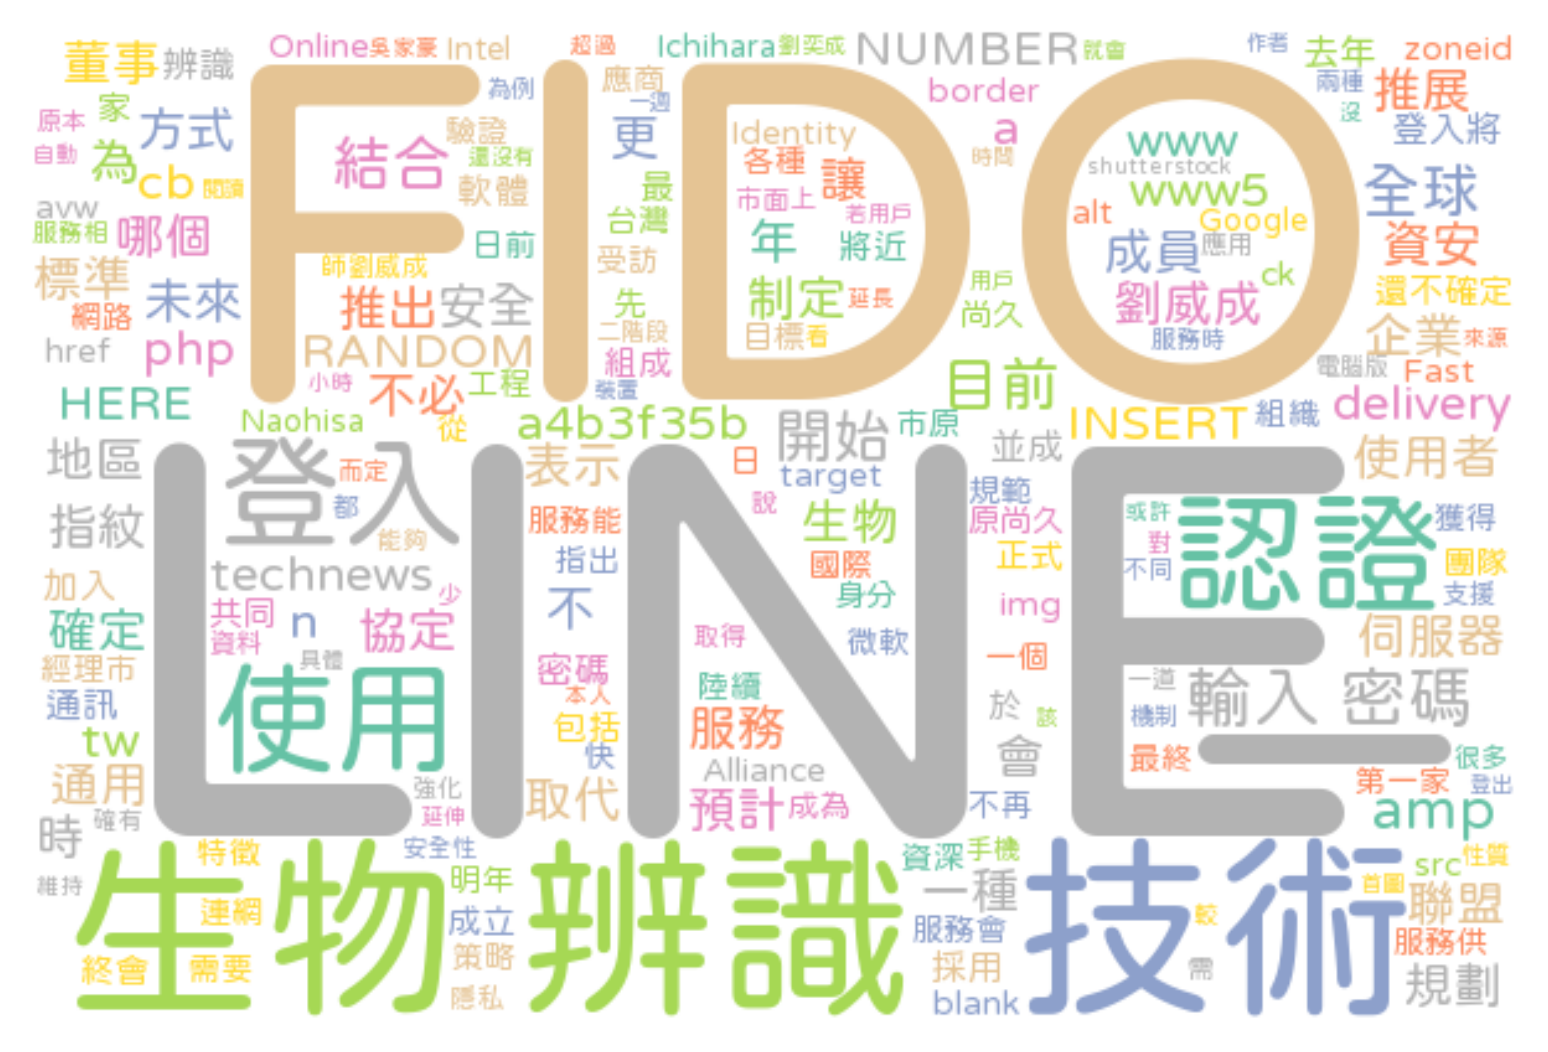 董事 辨識 Online 吳家豪 Intel 超過 Ichihara 劉奕成 NUMBER 就會 作者 去年 zoneid
家 為例 應商 一週 border 兩種 推展
原本 方式 驗證 更 Identity a www 沒 登入將
自動 為 結合 還沒有 各種 讓 時間 shutterstock
cb 閱讀 軟體 最 市面上 www5 全球
avw 台灣 若用戶 alt Google
服務相 哪個 日前 年 將近 成員 應用 資安
標準 師劉威成 受訪 用戶 ck 還不確定
未來 推出 安全 先 制定 延長 尚久 劉威成
網路 二階段 目標 看 服務時 企業 來源
href php RANDOM 組成 電腦版
FIDO
小時 不必 工程 裝置 目前 Fast
HERE Naohisa 從 a4b3f35b 開始 市原 INSERT 組織 delivery
地區 登入 而定 表示 日 target 並成 使用者
都 說 規範
指紋 能夠 服務能 生物 原尚久 或許 認證 獲得
technews 指出 國際 正式 對 團隊
加入 少 不 身分 不同 支援
確定 共同 n 協定 img
資料 取得 微軟 伺服器
經理市 具體 密碼 一個
通訊 使用 本人 陸續 於 該 一道 輸入 密碼
tw 包括 服務 機制
快 會 最終 很多
通用 強化 取代 Alliance 第一家 登出
時 確有 延伸 預計 成為 不再 amp
LINE
特徵 安全性 資深 手機 src 性質
維持 明年 一種 首圖
連網 成立 服務會 較 聯盟
終會 需要 策略 採用 需 服務供
隱私 blank 規劃
生物 辨識 技術